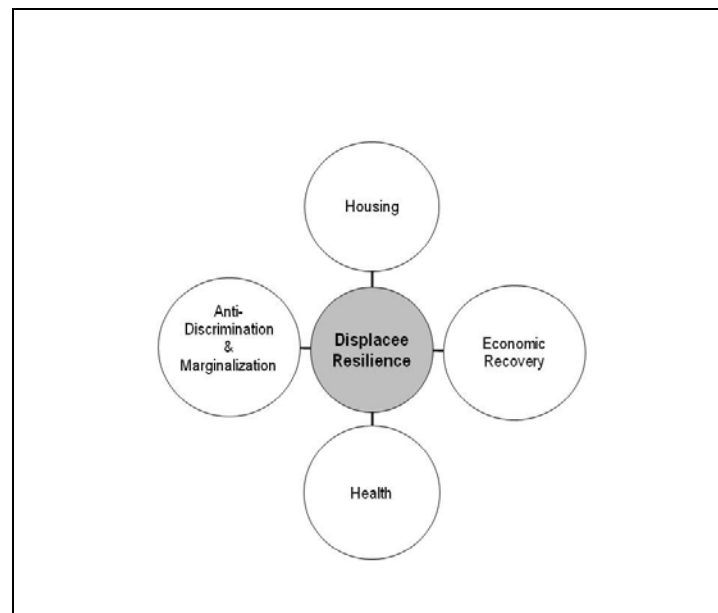 Housing
Anti-
Discrimination
&
Marginalization
Displacee
Resilience
Economic
Recovery
Health